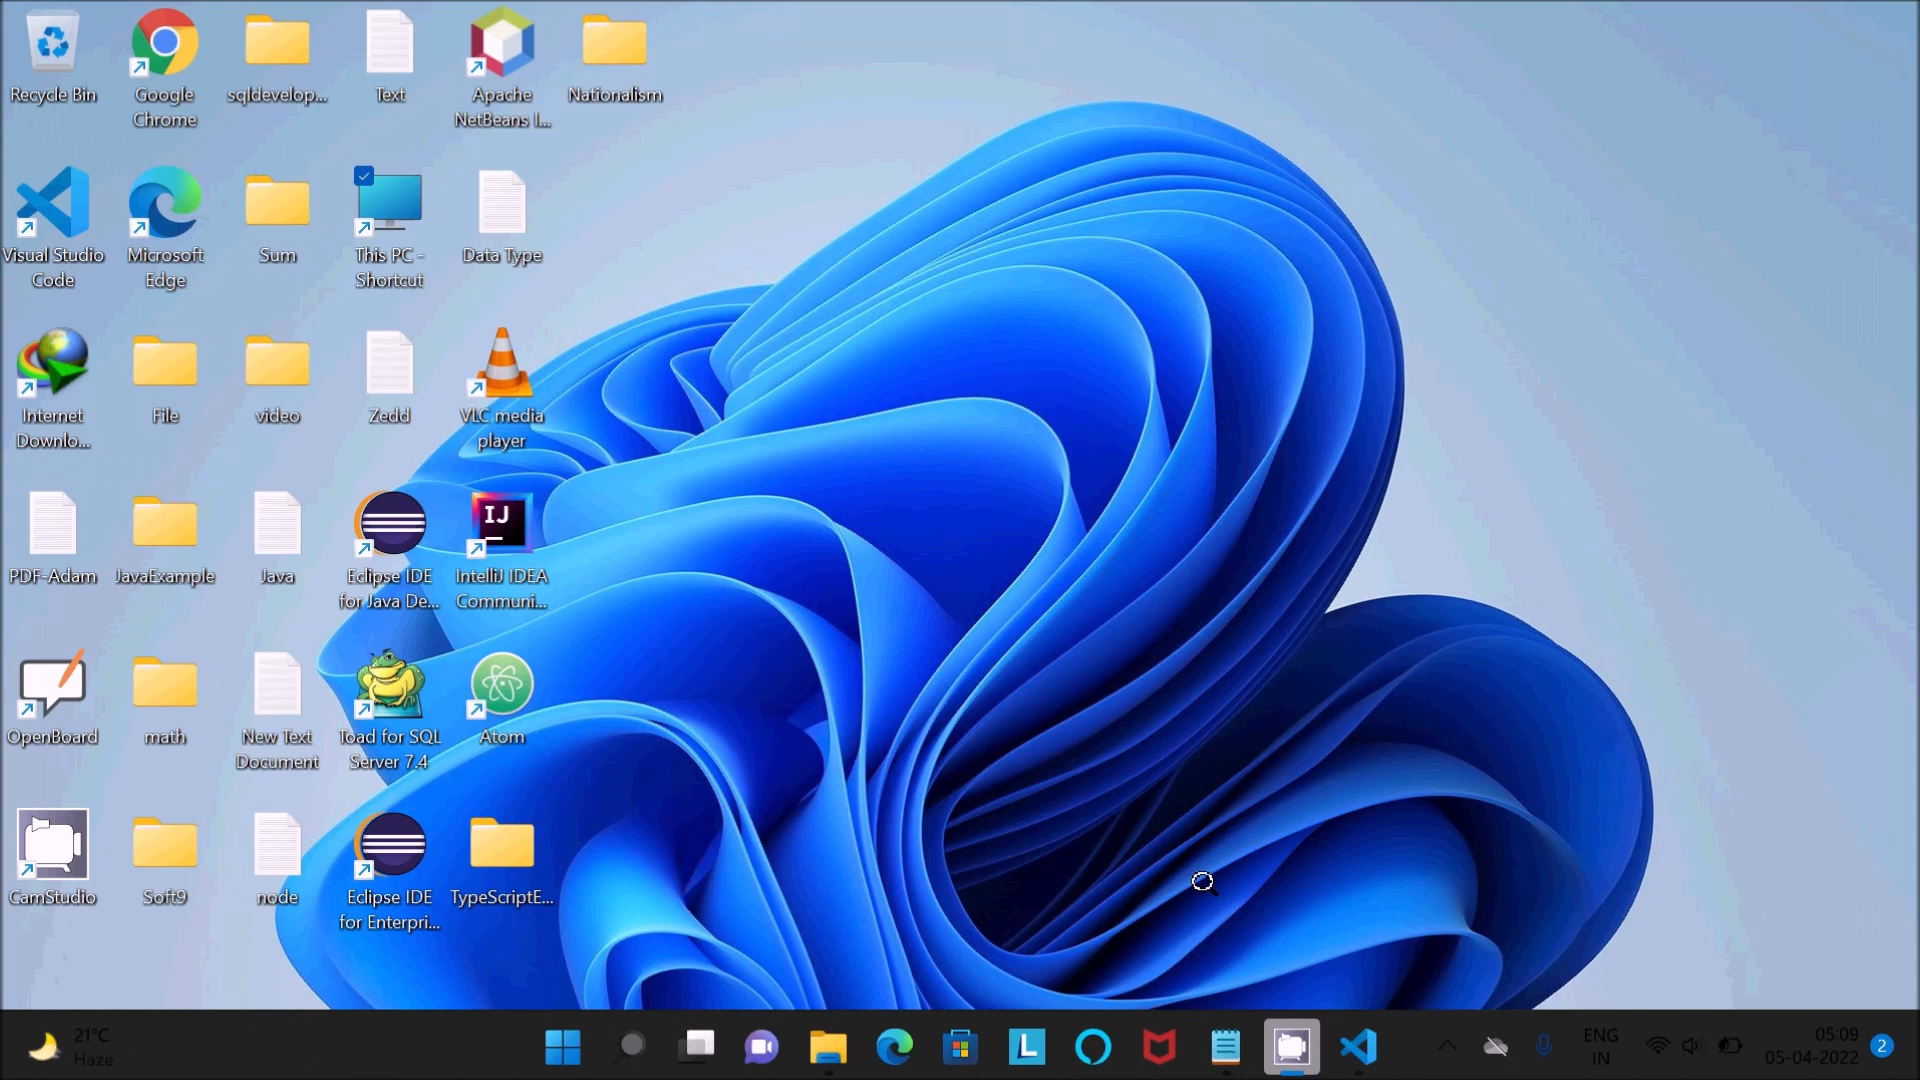 Recycle Bin
Google
Chrome
sqldevelop...
Text
Apache
NetBeans I...
Nationalism
Visual Studio
Code
Microsoft
Edge
Sum
This PC -
Shortcut
Data Type
Internet
Downlo...
File
video
Zedd
VLC media
player
PDF-Adam
JavaExample
Java
Eclipse IDE
for Java De...
IJ
IntelliJ IDEA
Communi...
OpenBoard
math
New Text
Document
Toad for SQL
Server 7.4
Atom
CamStudio
Soft9
node
Eclipse IDE
for Enterpri...
TypeScriptE...
21°C
Haze
L
ENG
IN
05:09
05-04-2022
2